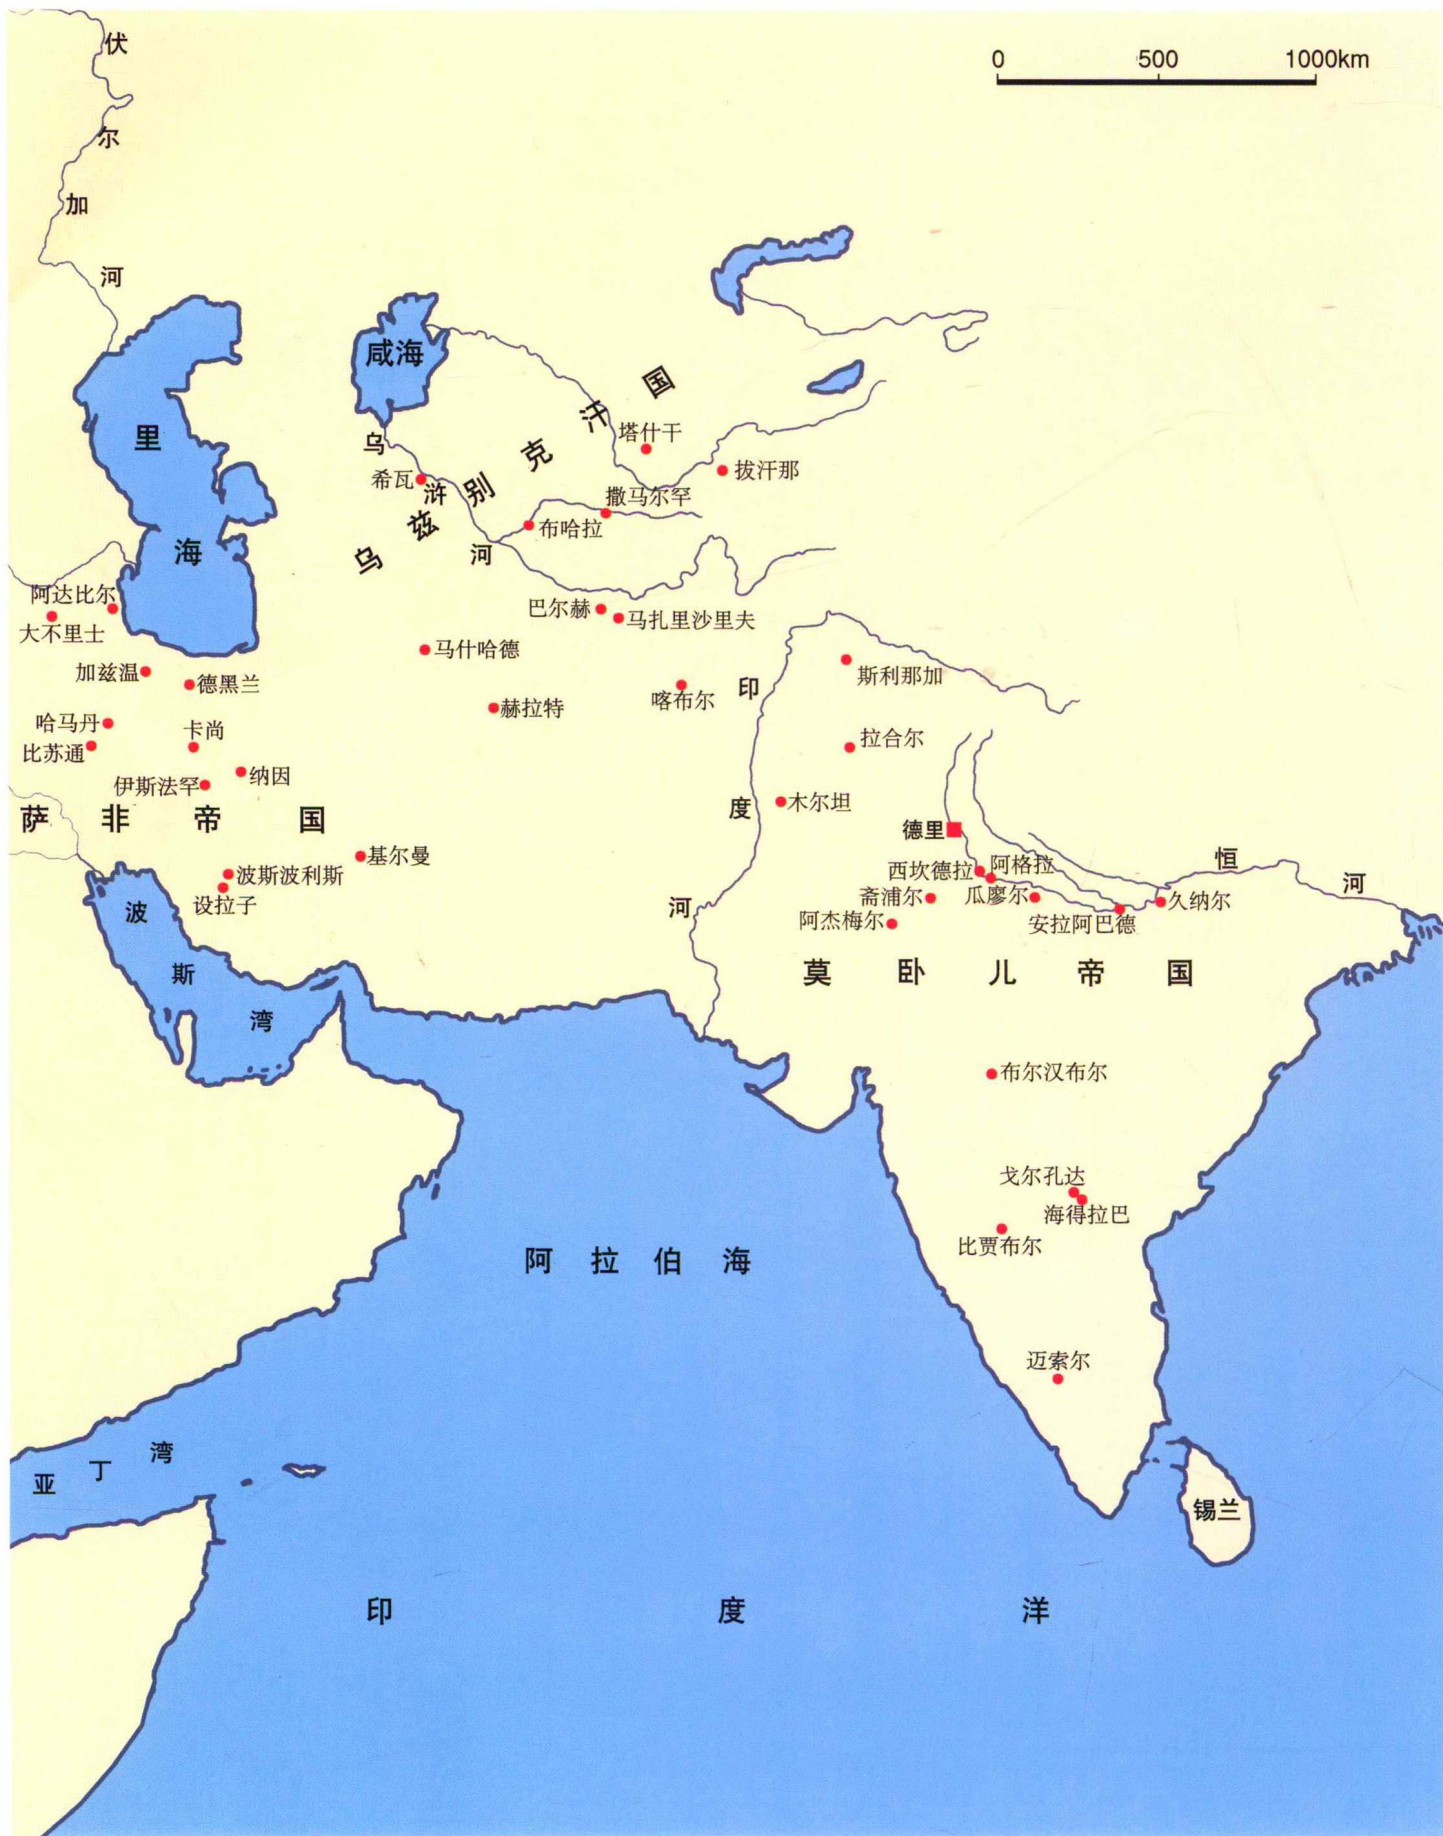 0 500 1000km
伏尔加河
里海
咸海
乌兹别克汗国
乌浒河
塔什干
拔汗那
希瓦
撒马尔罕
布哈拉
阿达比尔
大不里士
巴尔赫
马扎里沙里夫
马什哈德
加兹温
德黑兰
斯利那加
喀布尔
赫拉特
印度河
哈马丹
卡尚
比苏通
拉合尔
纳因
伊斯法罕
木尔坦
萨非帝国
德里
基尔曼
恒河
西坎德拉
阿格拉
波斯波利斯
设拉子
斋浦尔
瓜廖尔
久纳尔
阿杰梅尔
安拉阿巴德
波斯湾
莫卧儿帝国
布尔汉布尔
戈尔孔达
海得拉巴
比贾布尔
阿拉伯海
迈索尔
亚丁湾
锡兰
印度洋